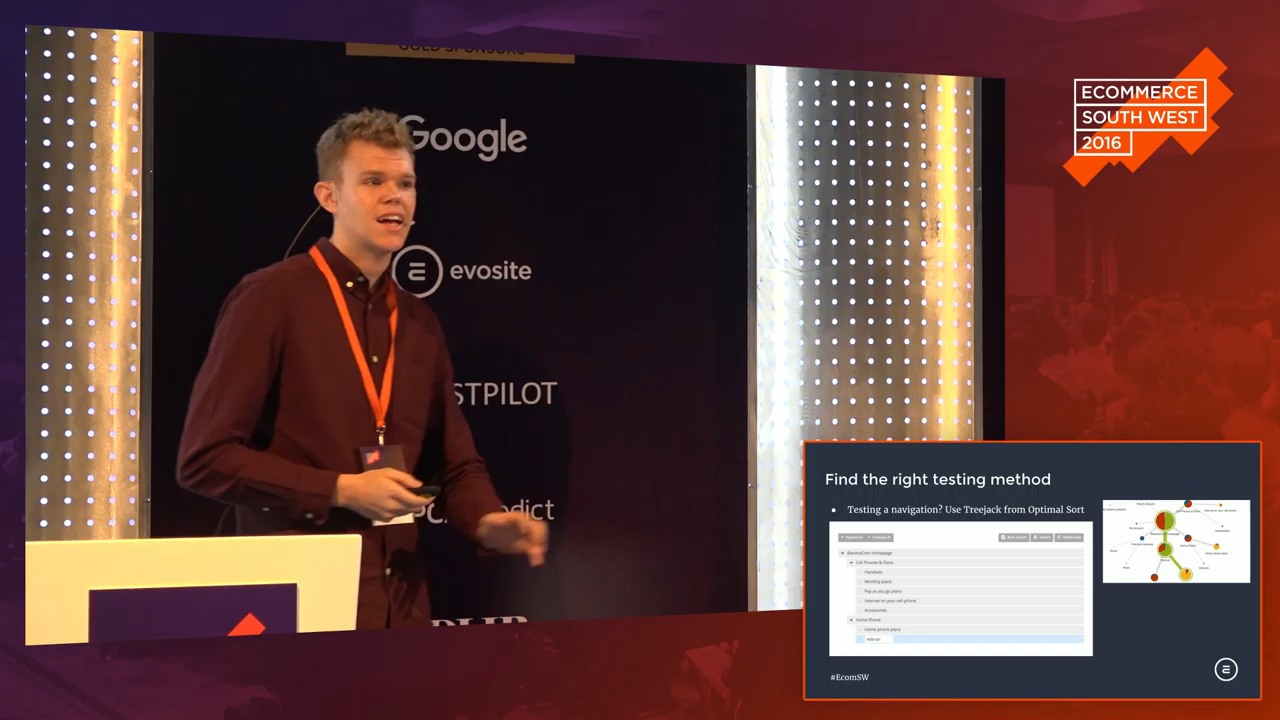 GOLD SPONSORS
Google
evosite
STPILOT
edict
ECOMMERCE
SOUTH WEST
2016
Find the right testing method
• Testing a navigation? Use Treejack from Optimal Sort
BananaCom Homepage
Cell Phones & Plans
Handsets
Monthly plans
Pay as you go plans
Internet on your cell phone
Accessories
Home Phone
Home phone plans
Add on
#EcomSW